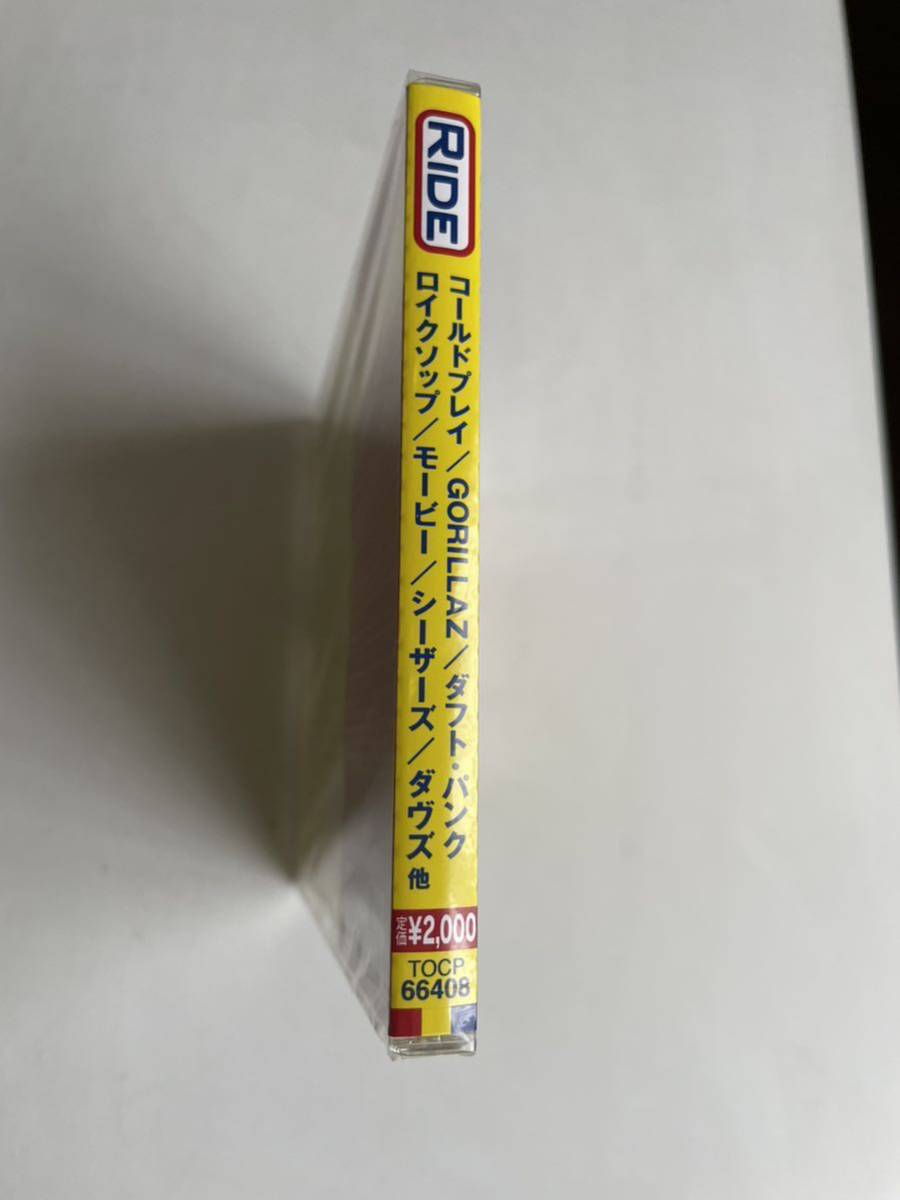 RIDE
コールドプレイ/GORILLAZ/ダフト・パンク
ロイクソップ/モービー/シーザーズ/ダヴズ 他
定価 ¥2,000
TOCP
66408